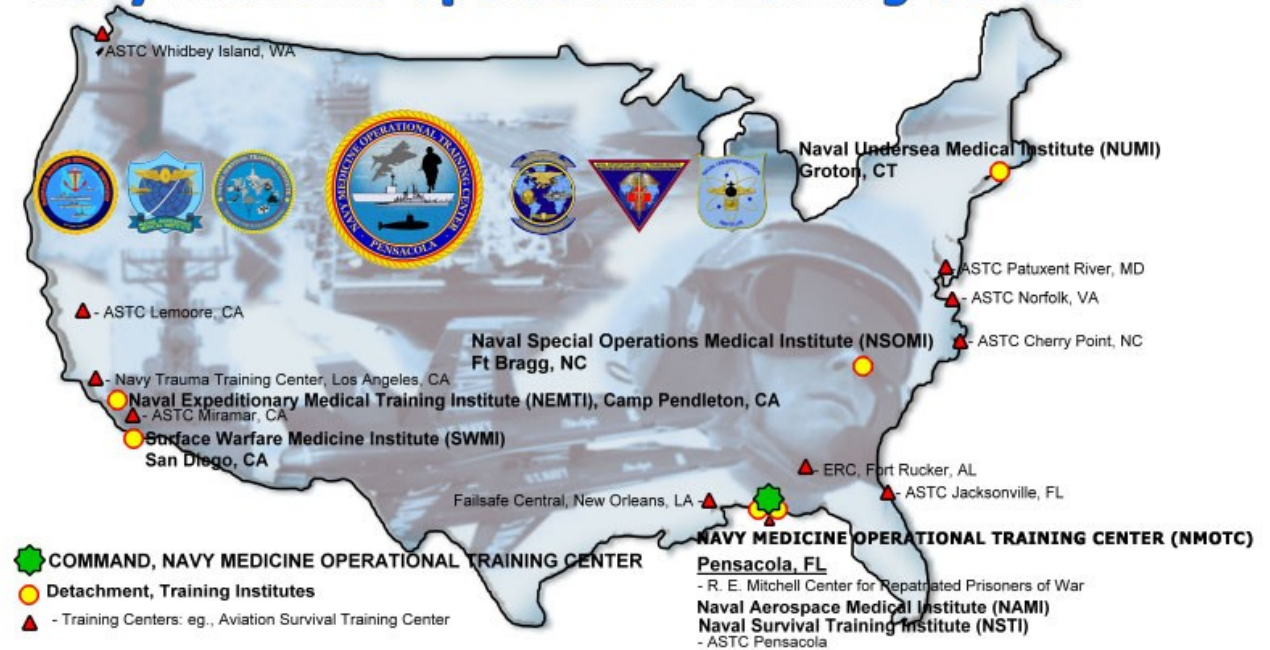 ASTC Whidbey Island, WA
NAVY MEDICINE OPERATIONAL TRAINING CENTER
PENSACOLA
Naval Undersea Medical Institute (NUMI)
Groton, CT
ASTC Patuxent River, MD
- ASTC Norfolk, VA
- ASTC Lemoore, CA
- ASTC Cherry Point, NC
Naval Special Operations Medical Institute (NSOMI)
Ft Bragg, NC
- Navy Trauma Training Center, Los Angeles, CA
Naval Expeditionary Medical Training Institute (NEMTI), Camp Pendleton, CA
- ASTC Miramar, CA
Surface Warfare Medicine Institute (SWMI)
San Diego, CA
- ERC, Fort Rucker, AL
- ASTC Jacksonville, FL
Failsafe Central, New Orleans, LA -
NAVY MEDICINE OPERATIONAL TRAINING CENTER (NMOTC)
Pensacola, FL
- R. E. Mitchell Center for Repatriated Prisoners of War
Naval Aerospace Medical Institute (NAMI)
Naval Survival Training Institute (NSTI)
- ASTC Pensacola
COMMAND, NAVY MEDICINE OPERATIONAL TRAINING CENTER
Detachment, Training Institutes
- Training Centers: eg., Aviation Survival Training Center